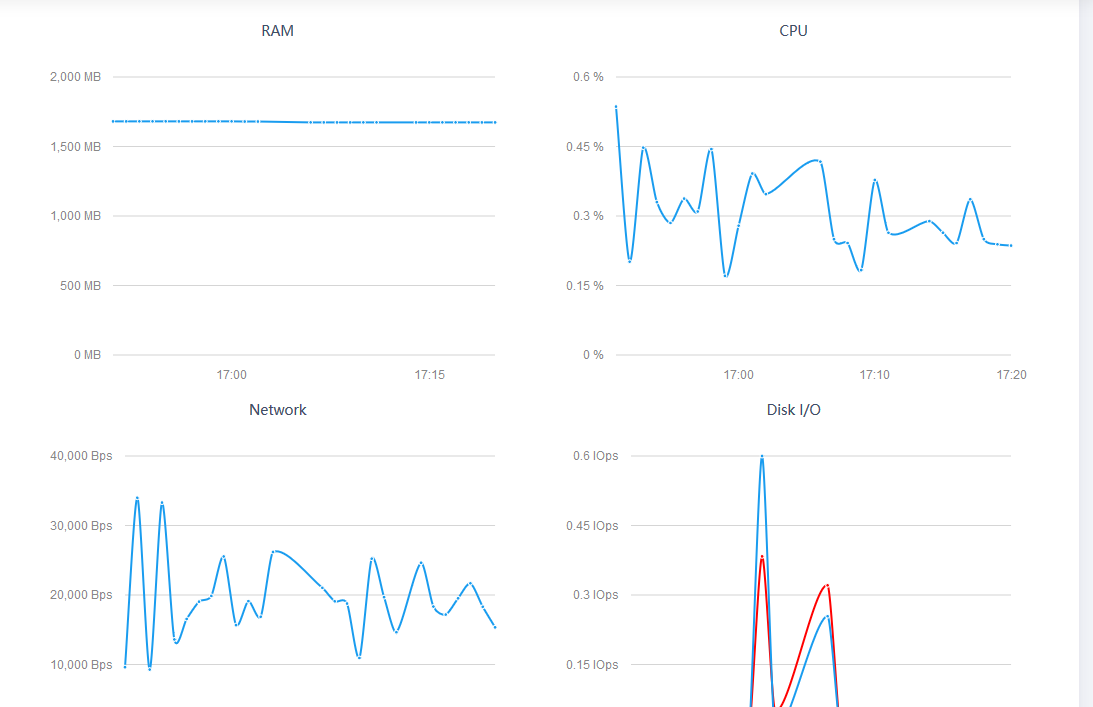 RAM
2,000 MB
1,500 MB
1,000 MB
500 MB
0 MB
17:00
17:15
CPU
0.6 %
0.45 %
0.3 %
0.15 %
0 %
17:00
17:10
17:20
Network
40,000 Bps
30,000 Bps
20,000 Bps
10,000 Bps
Disk I/O
0.6 IOps
0.45 IOps
0.3 IOps
0.15 IOps